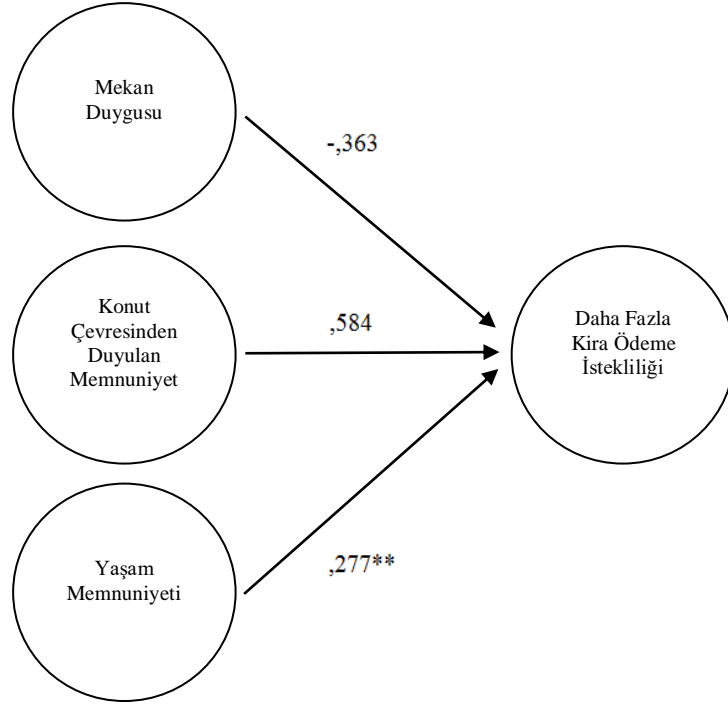 Mekan
Duygusu
-,363
Konut
Çevresinden
Duyulan
Memnuniyet
,584
Daha Fazla
Kira Ödeme
İstekliliği
Yaşam
Memnuniyeti
,277**